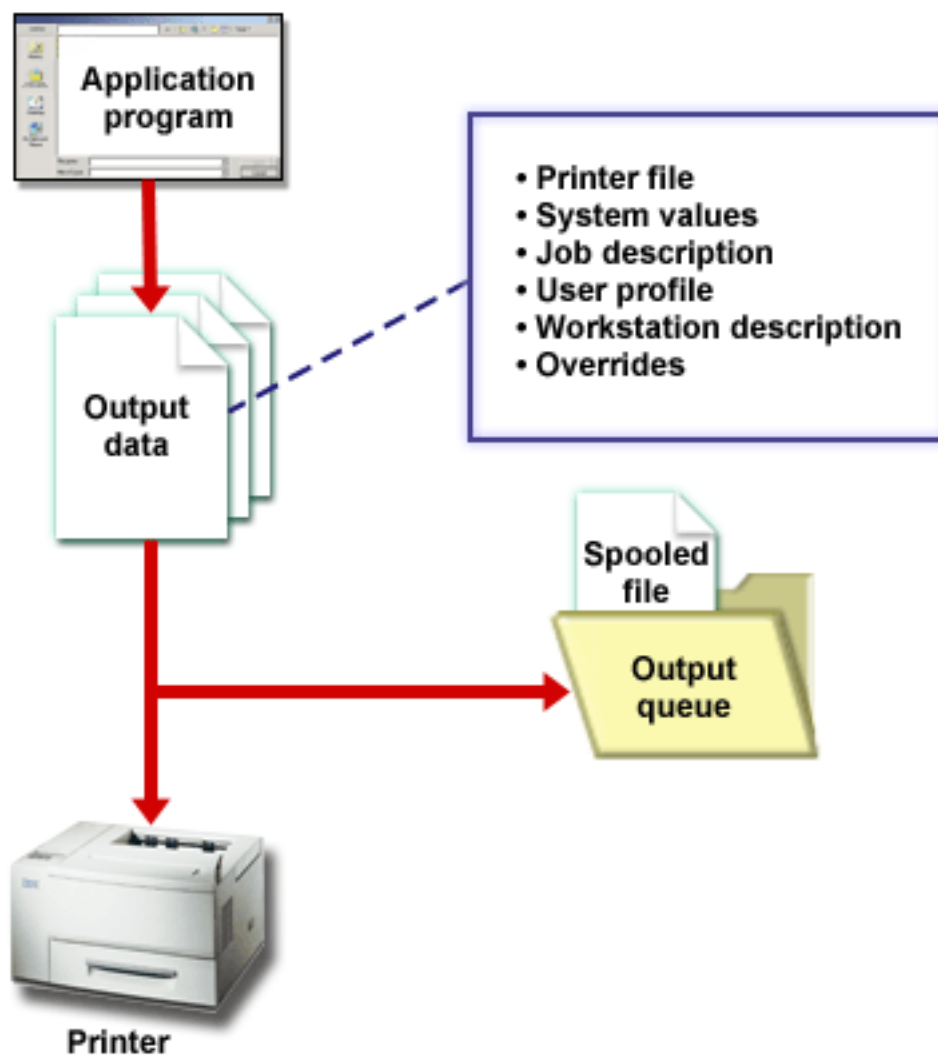 Application
program
• Printer file
• System values
• Job description
• User profile
• Workstation description
• Overrides
Output
data
Spooled
file
Output
queue
Printer